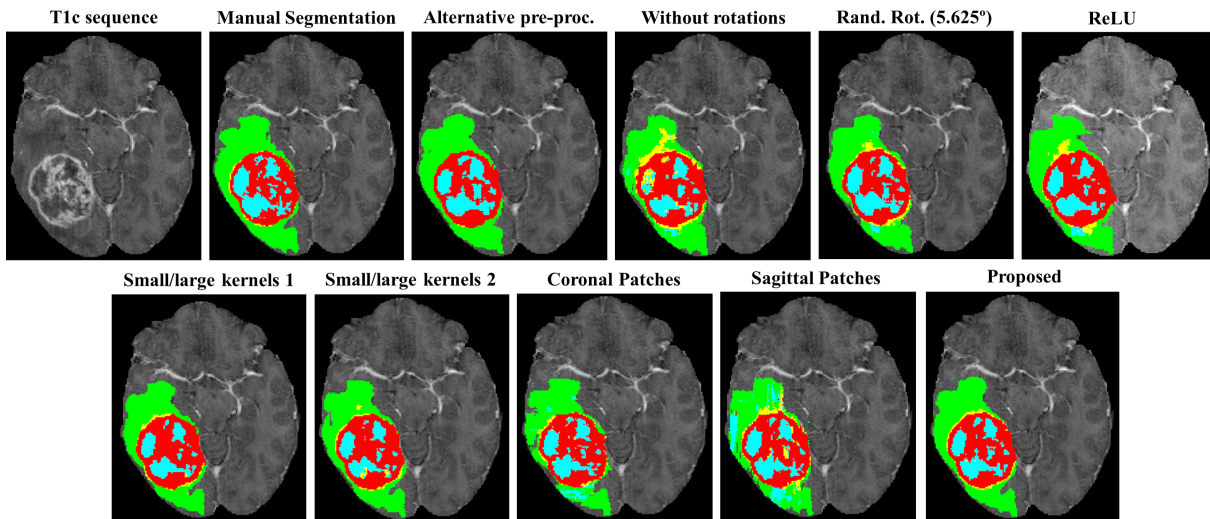 T1c sequence
Manual Segmentation
Alternative pre-proc.
Without rotations
Rand. Rot. (5.625º)
ReLU
Small/large kernels 1
Small/large kernels 2
Coronal Patches
Sagittal Patches
Proposed